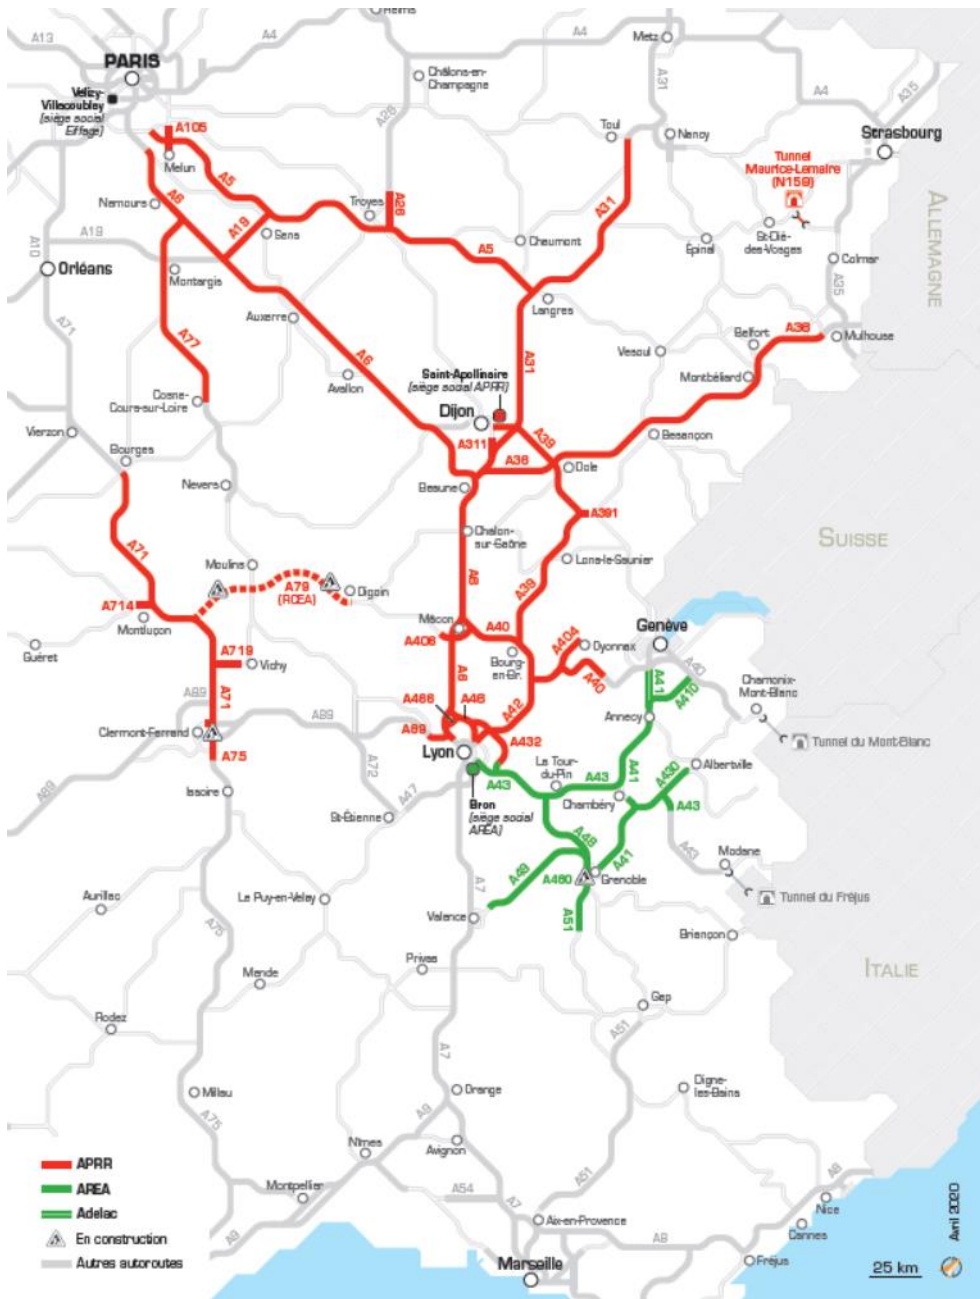 Reims
A13
A4
A4
Metz
PARIS
Châlons-en-
Champagne
A26
A31
A4
A35
Vélizy-
Villacoublay
(siège social
Eiffage)
A105
Toul
Nancy
Strasbourg
Melun
Tunnel
Maurice-Lemaire
(N159)
A5
A6
A31
Nemours
Troyes
A26
A19
Sens
St-Dié-
des-Vosges
ALLEMAGNE
A10
A19
Chaumont
Épinal
A5
Colmar
Orléans
Montargis
A35
Langres
Auxerre
A71
A77
A6
A31
Belfort
A36
Mulhouse
Vesoul
Saint-Apollinaire
(siège social APRR)
Avallon
Montbéliard
Cosne-
Cours-sur-Loire
Dijon
Vierzon
A311
A39
Besançon
Bourges
A36
Dole
Nevers
Beaune
A391
Chalon-
sur-Saône
SUISSE
A71
Moulins
Lons-le-Saunier
A79
(RCEA)
Digoin
A6
A39
A714
Montluçon
Mâcon
A40
Genève
A406
A404
Oyonnax
Guéret
A719
Vichy
Bourg-
en-Br.
A40
A41
A40
A410
Chamonix-
Mont-Blanc
A6
A71
A466
A46
A42
A89
A89
Annecy
Clermont-Ferrand
A89
A432
Tunnel du Mont-Blanc
Lyon
A75
A72
La Tour-
du-Pin
A41
Albertville
A89
A43
A43
A430
Issoire
A47
Bron
(siège social
AREA)
Chambéry
A43
St-Étienne
A48
A43
A41
Modane
A49
A480
Grenoble
A7
Aurillac
Le Puy-en-Velay
Tunnel du Fréjus
Valence
A51
A75
Briançon
Privas
ITALIE
Mende
Gap
Rodez
A51
A7
Millau
Orange
Digne-
les-Bains
A75
A9
Nîmes
Avignon
APRR
A51
AREA
Montpellier
A54
A7
A8
Adelac
Nice
En construction
Aix-en-Provence
Cannes
Avril 2020
A9
A8
Autres autoroutes
Marseille
Fréjus
25 km